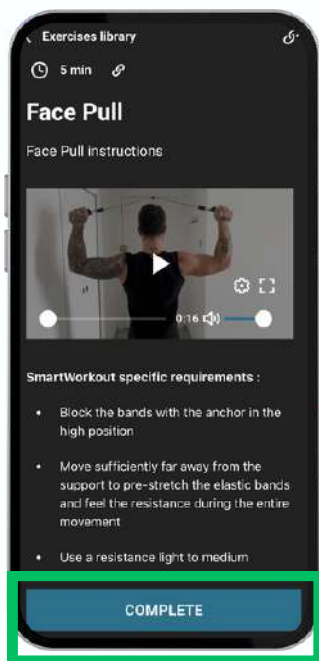 Exercises library
5 min
Face Pull
Face Pull instructions
0:16
SmartWorkout specific requirements :
• Block the bands with the anchor in the
high position
• Move sufficiently far away from the
support to pre-stretch the elastic bands
and feel the resistance during the entire
movement
• Use a resistance light to medium
COMPLETE